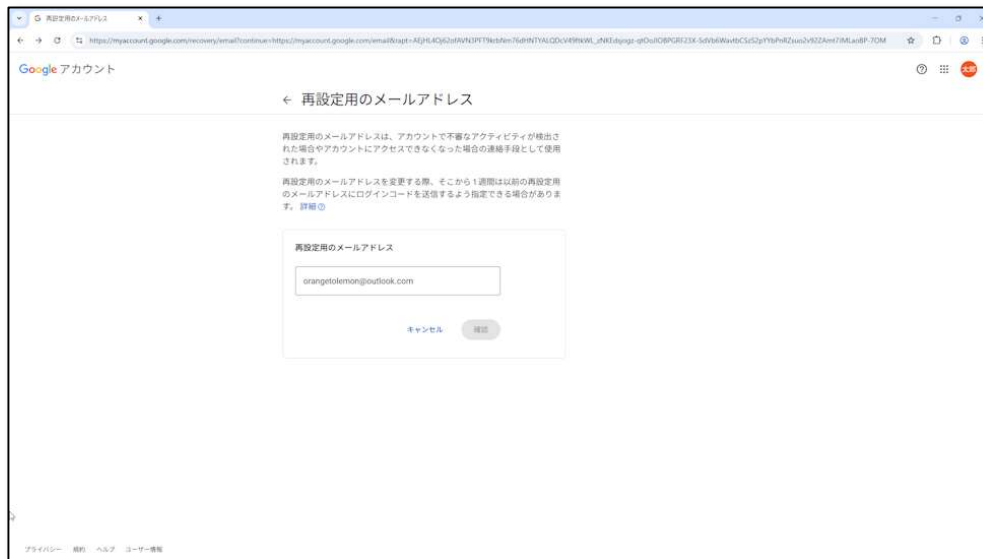 再設定用のメールアドレス
Google アカウント
太郎
再設定用のメールアドレス
再設定用のメールアドレスは、アカウントで不審なアクティビティが検出さ
れた場合やアカウントにアクセスできなくなった場合の連絡手段として使用
されます。
再設定用のメールアドレスを変更する際、そこから 1 週間は以前の再設定用
のメールアドレスにログインコードを送信するよう指定できる場合がありま
す。 詳細
再設定用のメールアドレス
orangetolemon@outlook.com
キャンセル 確認
プライバシー 規約 ヘルプ ユーザー情報